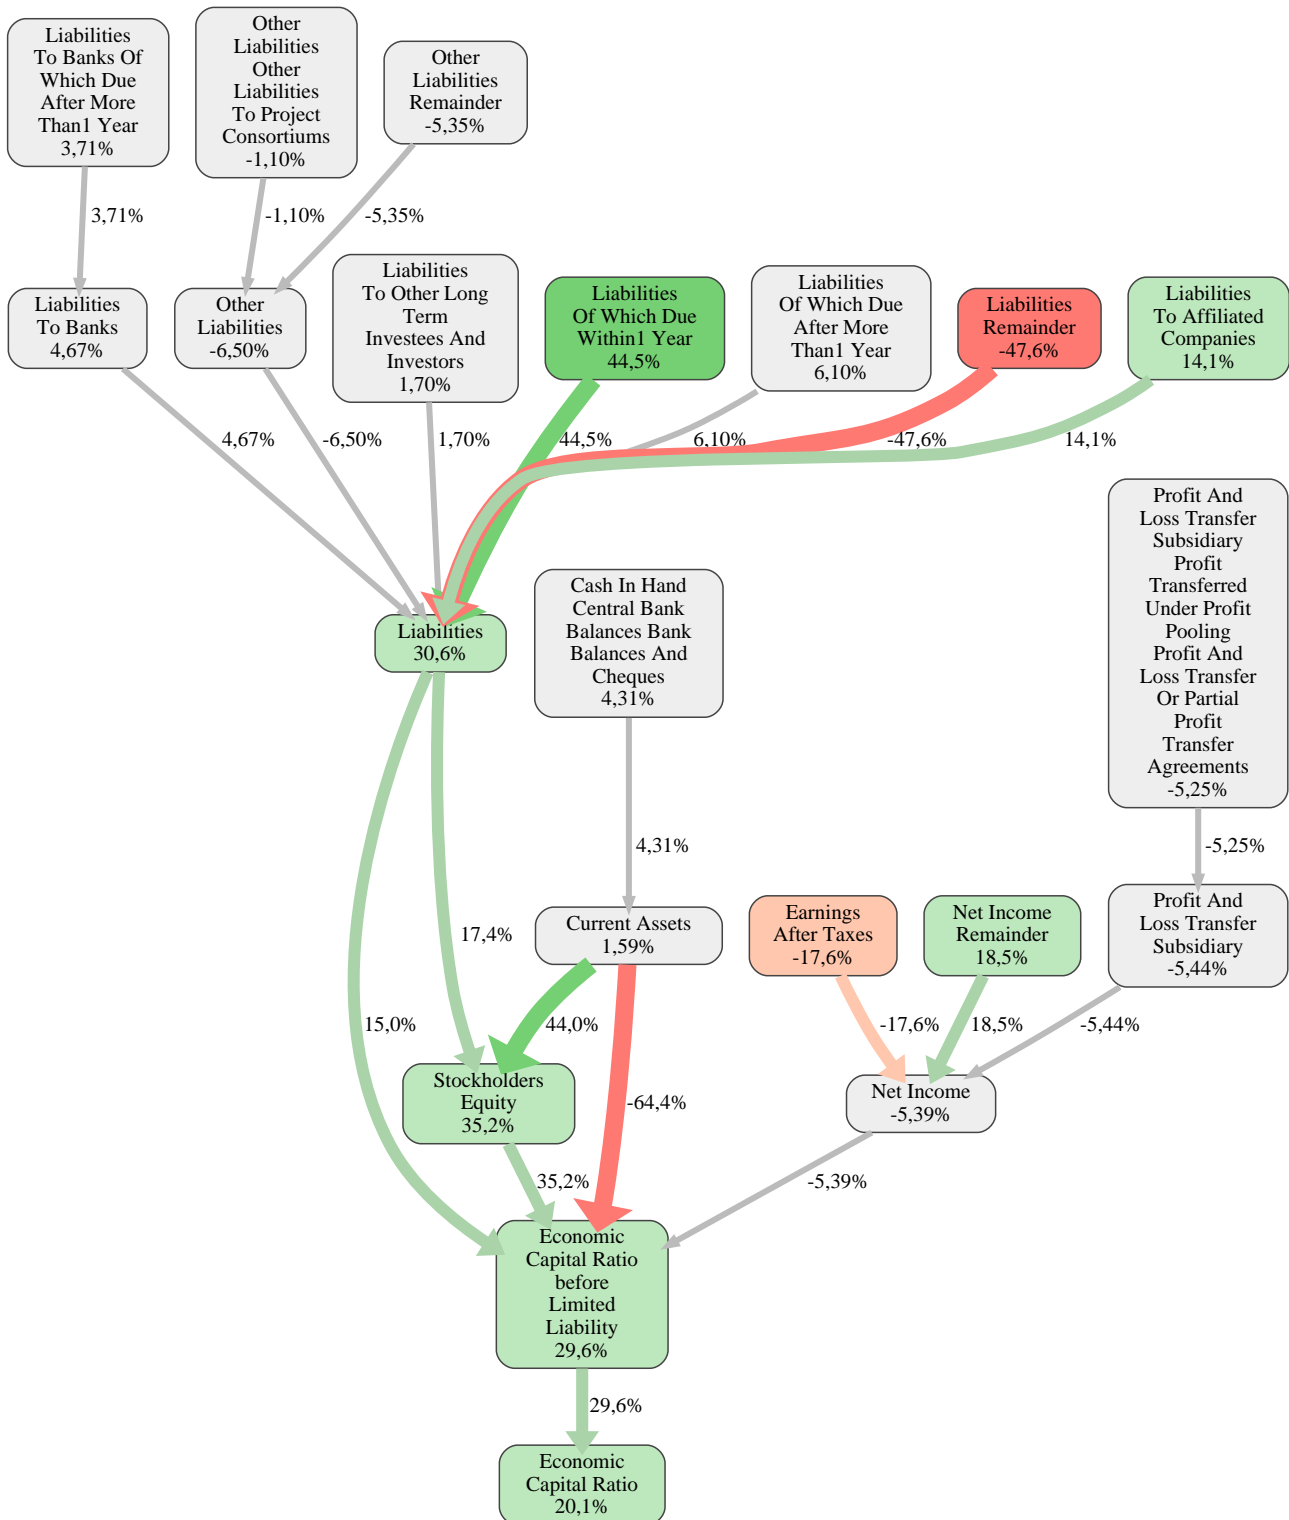 Liabilities
To Banks Of
Which Due
After More
Than1 Year
3,71%
Other
Liabilities
Other
Liabilities
To Project
Consortiums
-1,10%
Other
Liabilities
Remainder
-5,35%
3,71%
-1,10%
-5,35%
Liabilities
To Banks
4,67%
Other
Liabilities
-6,50%
Liabilities
To Other Long
Term
Investees And
Investors
1,70%
Liabilities
Of Which Due
Within1 Year
44,5%
Liabilities
Of Which Due
After More
Than1 Year
6,10%
Liabilities
Remainder
-47,6%
Liabilities
To Affiliated
Companies
14,1%
4,67%
-6,50%
1,70%
44,5%
6,10%
-47,6%
14,1%
Profit And
Loss Transfer
Subsidiary
Profit
Transferred
Under Profit
Pooling
Profit And
Loss Transfer
Or Partial
Profit
Transfer
Agreements
-5,25%
Cash In Hand
Central Bank
Balances Bank
Balances And
Cheques
4,31%
Liabilities
30,6%
4,31%
-5,25%
Current Assets
1,59%
Earnings
After Taxes
-17,6%
Net Income
Remainder
18,5%
Profit And
Loss Transfer
Subsidiary
-5,44%
17,4%
15,0%
44,0%
-64,4%
-17,6%
18,5%
-5,44%
Stockholders
Equity
35,2%
Net Income
-5,39%
35,2%
-5,39%
Economic
Capital Ratio
before
Limited
Liability
29,6%
29,6%
Economic
Capital Ratio
20,1%